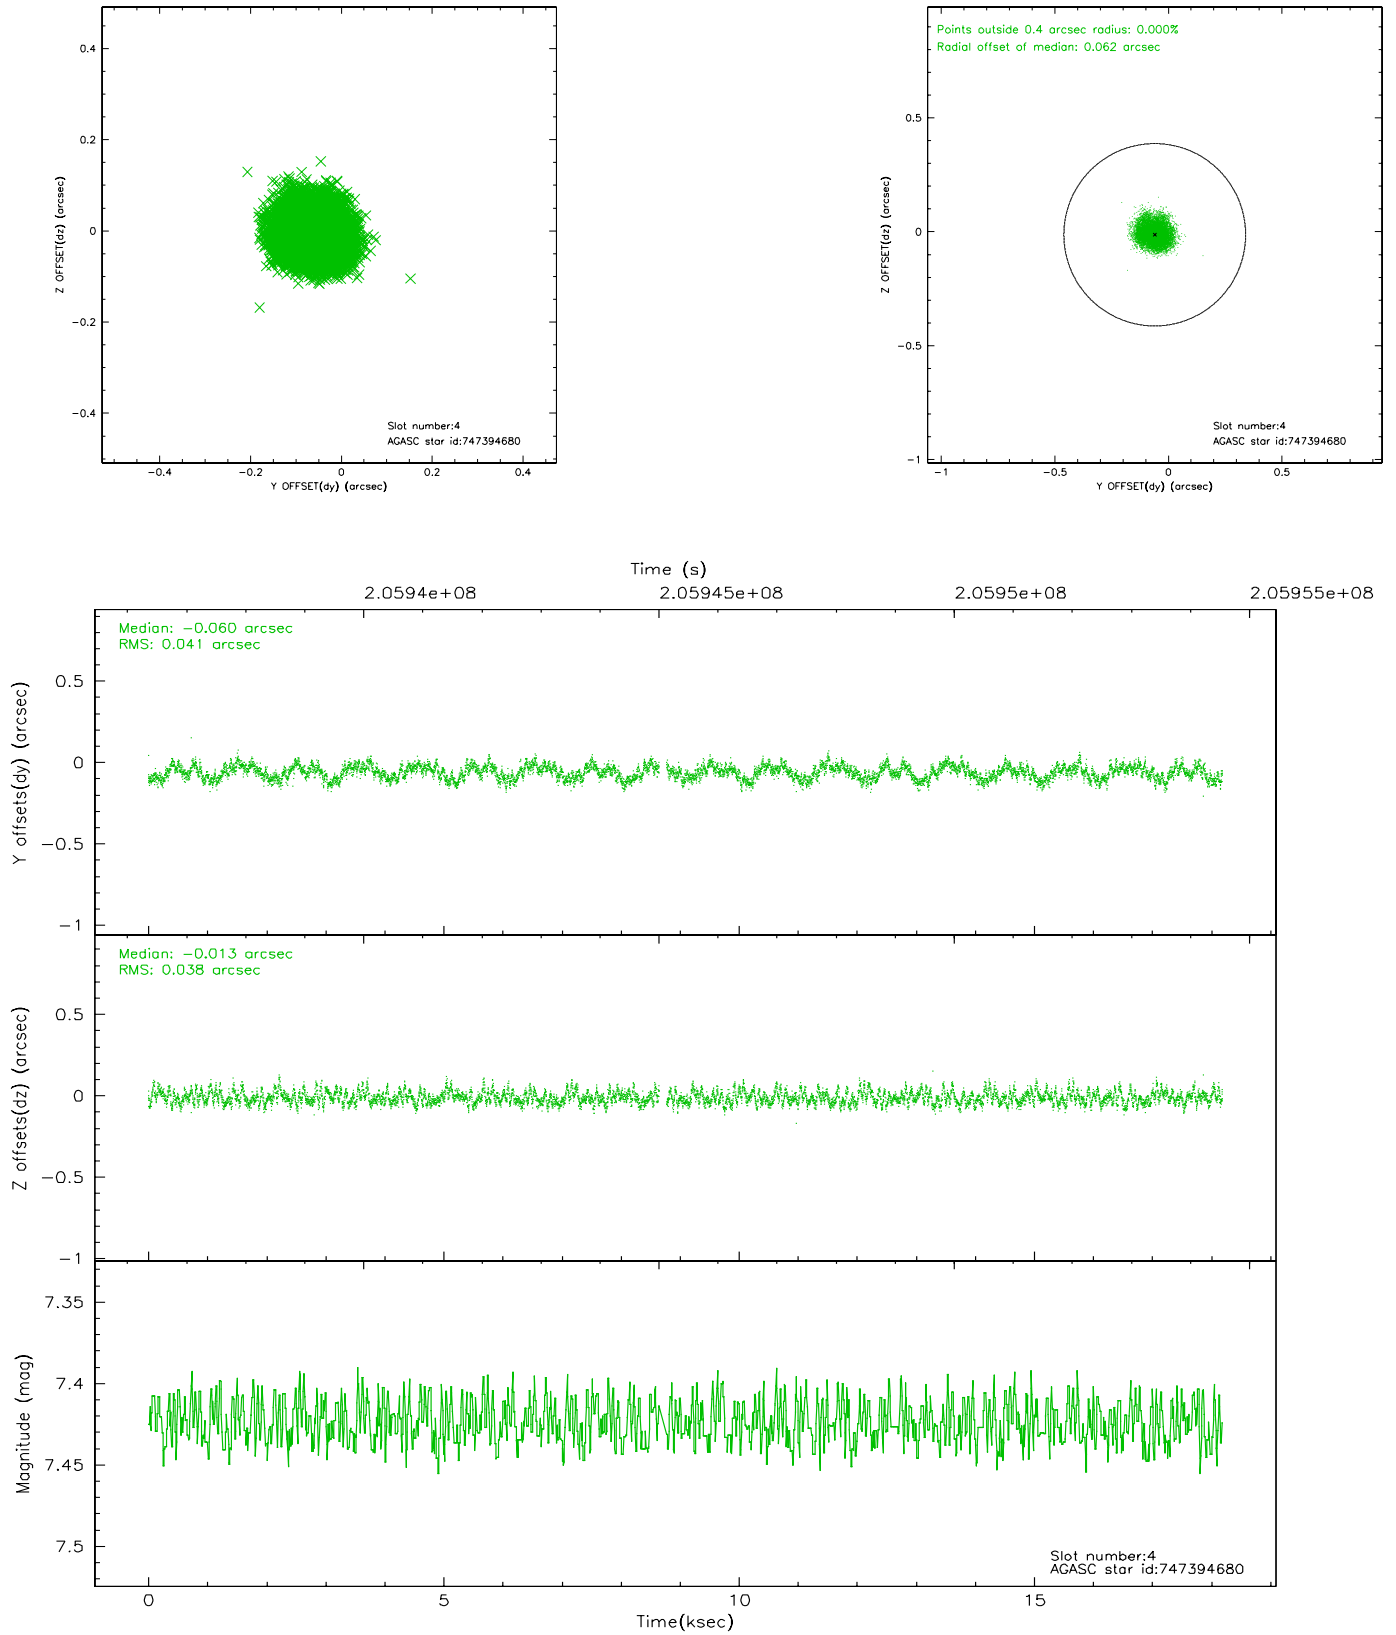 0.4
0.2
0
−0.2
−0.4
Z OFFSET(dz) (arcsec)
−0.4
−0.2
0
0.2
0.4
Y OFFSET(dy) (arcsec)
Slot number:4
AGASC star id:747394680
Points outside 0.4 arcsec radius: 0.000%
Radial offset of median: 0.062 arcsec
0.5
0
−0.5
−1
Z OFFSET(dz) (arcsec)
−1
−0.5
0
0.5
Y OFFSET(dy) (arcsec)
Slot number:4
AGASC star id:747394680
Time (s)
2.0594e+08
2.05945e+08
2.0595e+08
2.05955e+08
Median: −0.060 arcsec
RMS: 0.041 arcsec
0.5
0
−0.5
−1
Y offsets(dy) (arcsec)
Median: −0.013 arcsec
RMS: 0.038 arcsec
0.5
0
−0.5
−1
Z offsets(dz) (arcsec)
7.35
7.4
7.45
7.5
Magnitude (mag)
Slot number:4
AGASC star id:747394680
0
5
10
15
Time(ksec)